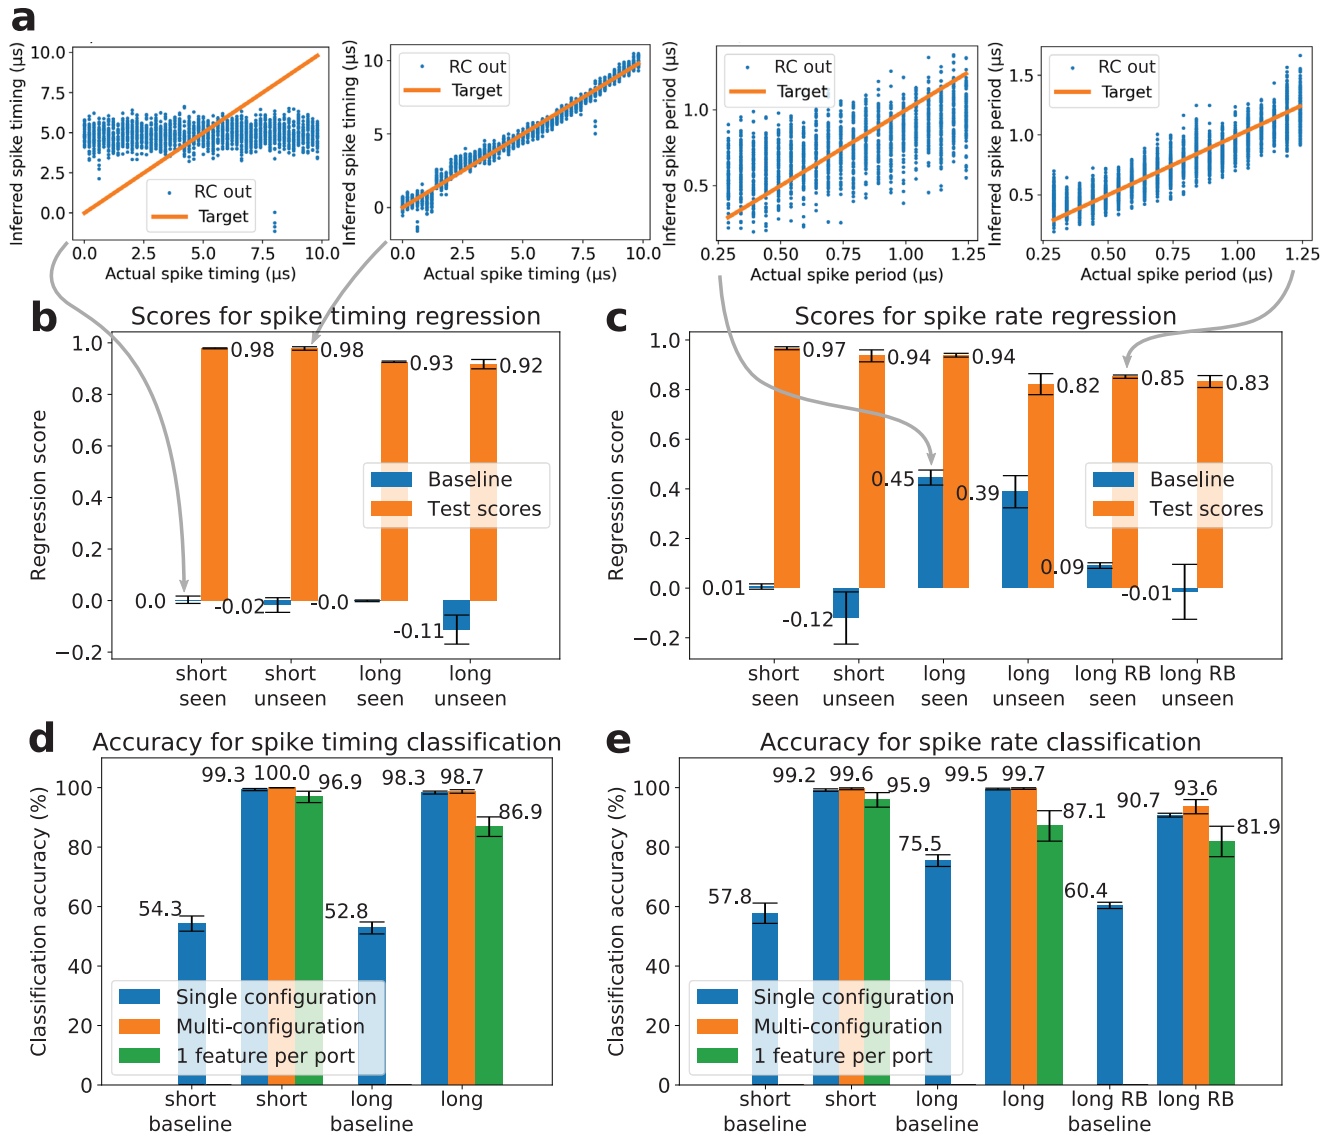 a
Inferred spike timing (μs)
10.0
7.5
5.0
2.5
0.0
RC out
Target
0.0 2.5 5.0 7.5 10.0
Actual spike timing (μs)
Inferred spike timing (μs)
10
5
0
RC out
Target
0.0 2.5 5.0 7.5 10.0
Actual spike timing (μs)
Inferred spike period (μs)
1.0
0.5
RC out
Target
0.25 0.50 0.75 1.00 1.25
Actual spike period (μs)
Inferred spike period (μs)
1.5
1.0
0.5
RC out
Target
0.25 0.50 0.75 1.00 1.25
Actual spike period (μs)
b
Scores for spike timing regression
Regression score
1.0
0.8
0.6
0.4
0.2
0.0
−0.2
0.98
0.98
0.93
0.92
Baseline
Test scores
0.0
-0.02
-0.0
-0.11
short seen
short unseen
long seen
long unseen
c
Scores for spike rate regression
Regression score
1.0
0.8
0.6
0.4
0.2
0.0
−0.2
0.97
0.94
0.94
0.82
0.85
0.83
0.45
0.39
Baseline
Test scores
0.01
-0.12
0.09
-0.01
short seen
short unseen
long seen
long unseen
long RB seen
long RB unseen
d
Accuracy for spike timing classification
Classification accuracy (%)
100
80
60
40
20
0
99.3 100.0 96.9 98.3 98.7
86.9
54.3
52.8
Single configuration
Multi-configuration
1 feature per port
short baseline
short
long baseline
long
e
Accuracy for spike rate classification
Classification accuracy (%)
100
80
60
40
20
0
99.2 99.6 95.9 99.5 99.7
87.1
90.7
93.6
81.9
75.5
57.8
60.4
Single configuration
Multi-configuration
1 feature per port
short baseline
short
long baseline
long
long RB baseline
long RB